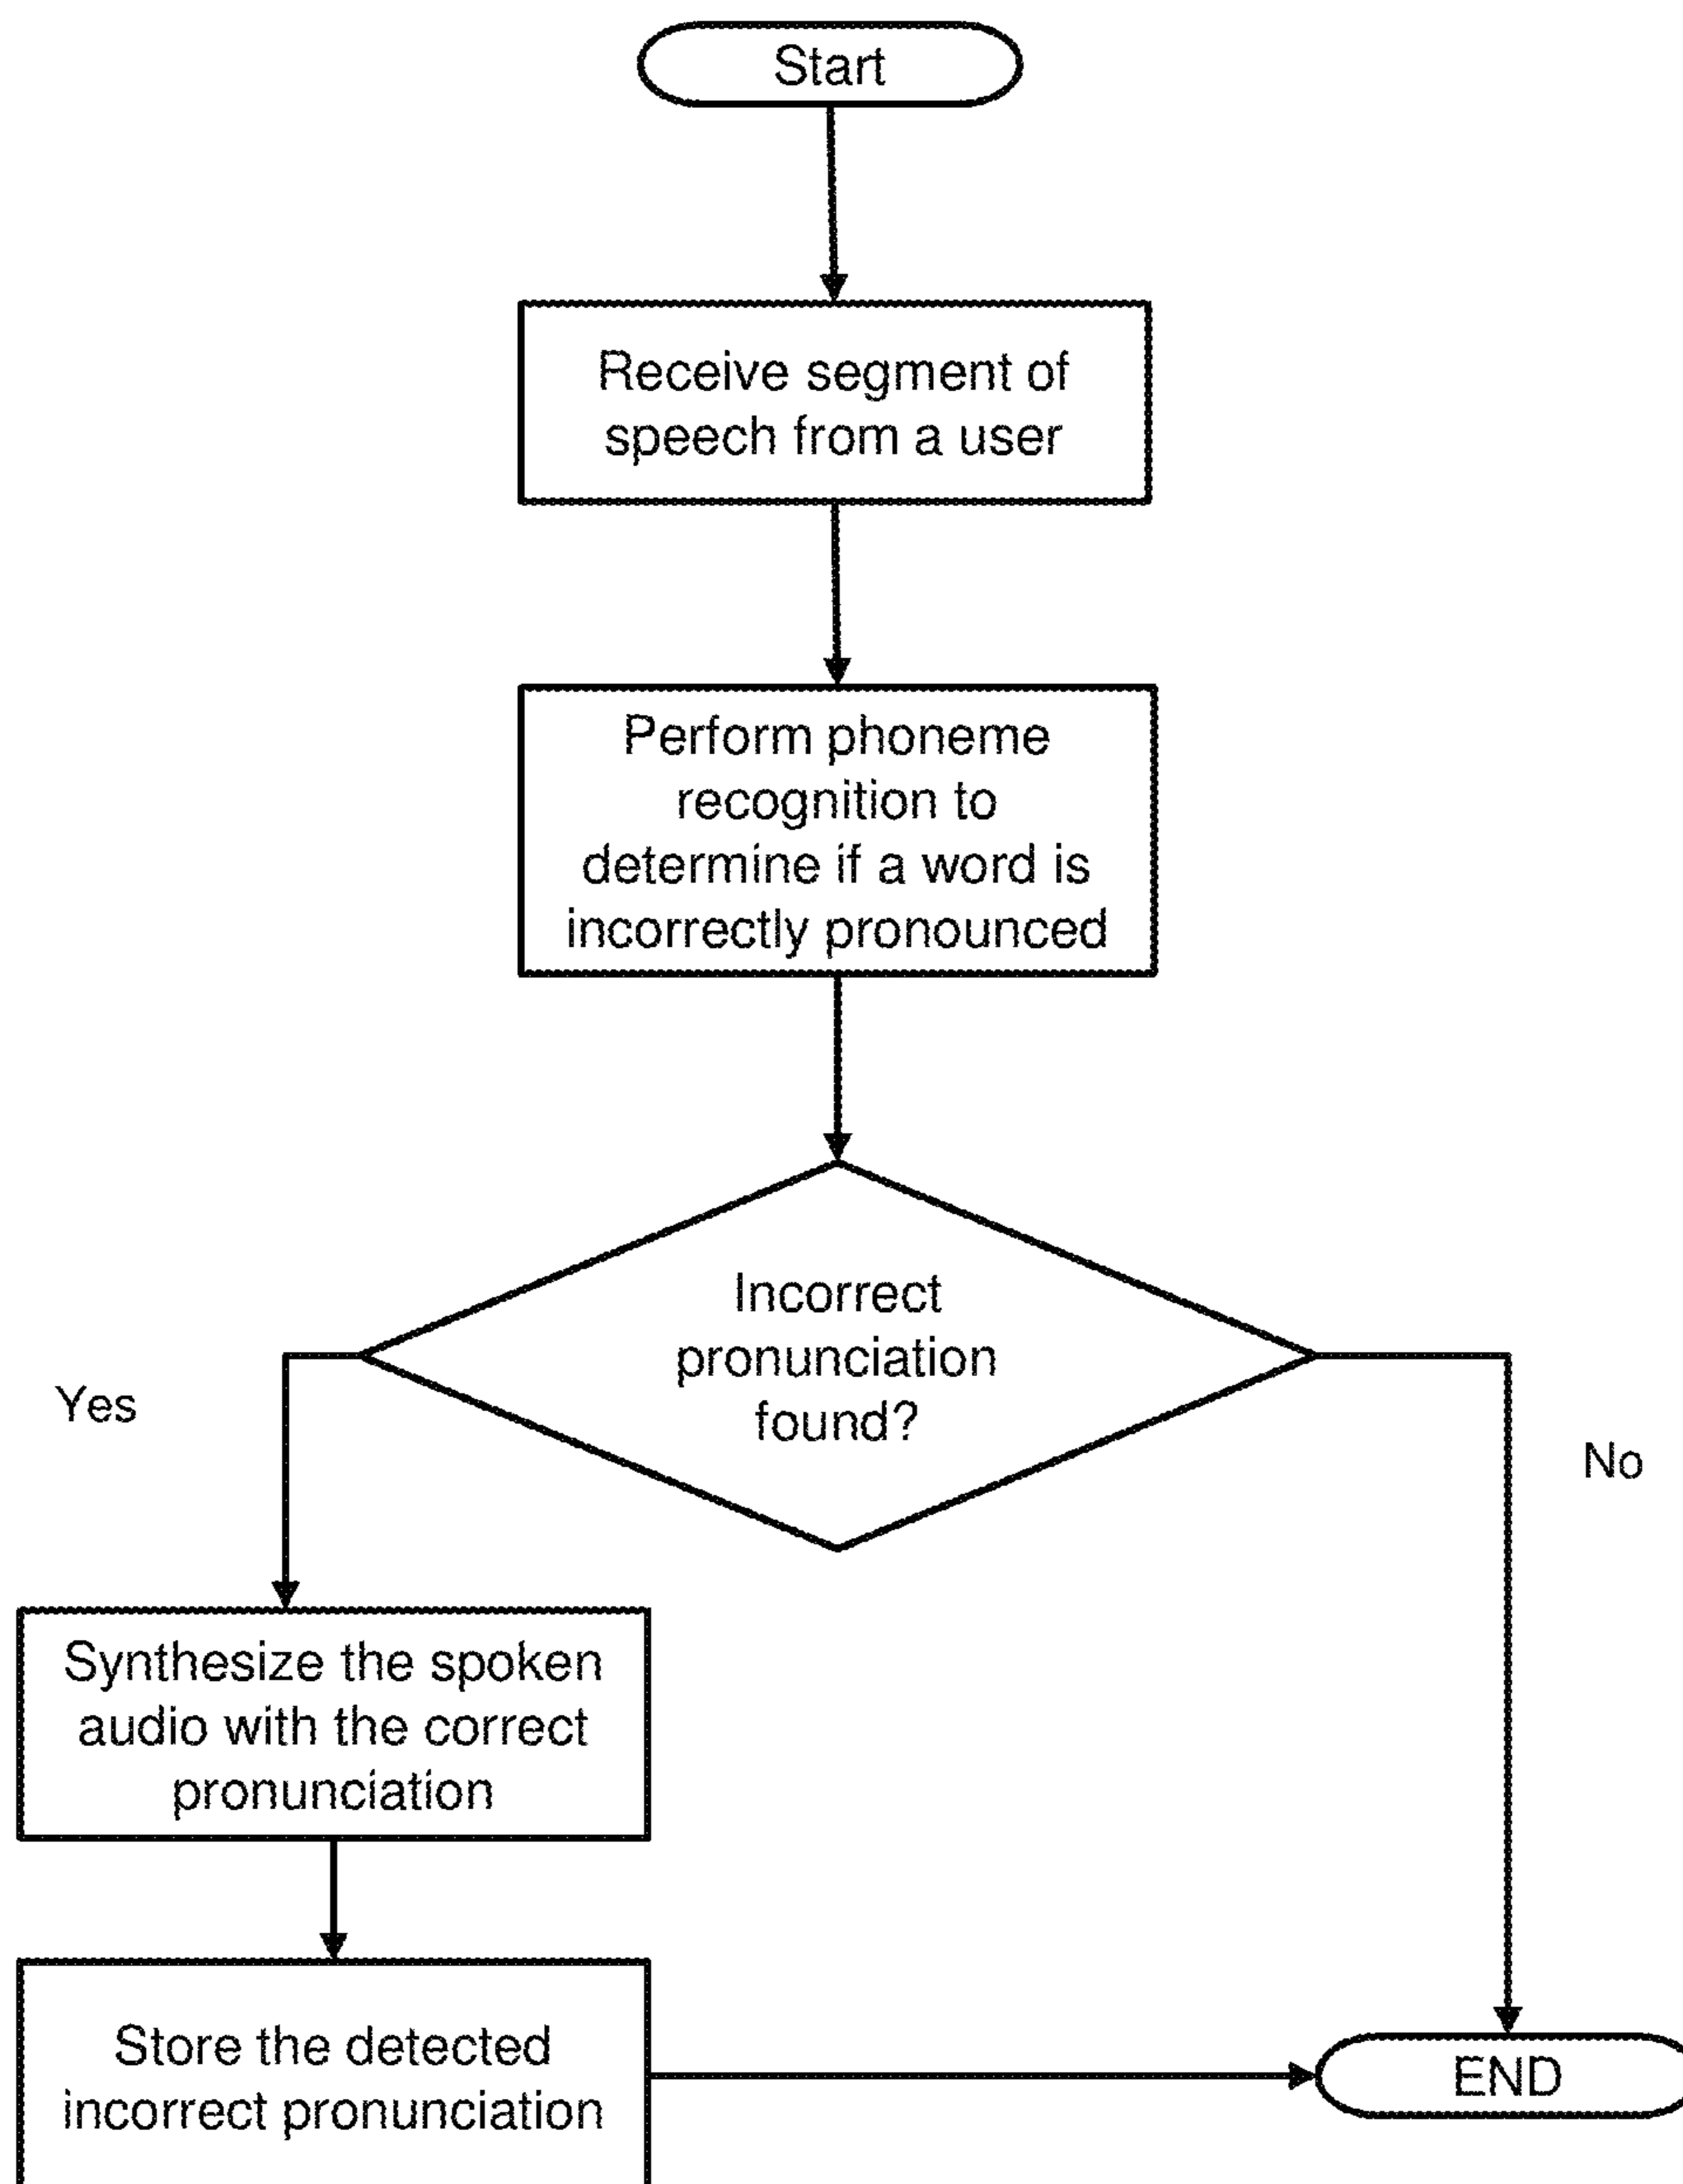 Start
Receive segment of
speech from a user
Perform phoneme
recognition to
determine if a word is
incorrectly pronounced
Incorrect
pronunciation
found?
Yes
No
Synthesize the spoken
audio with the correct
pronunciation
Store the detected
incorrect pronunciation
END